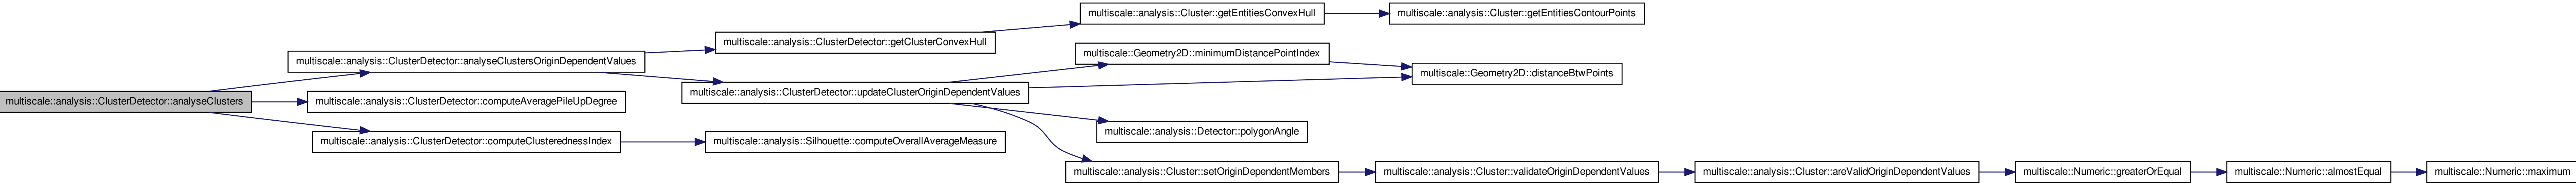 multiscale::analysis::Cluster::getEntitiesConvexHull
multiscale::analysis::Cluster::getEntitiesContourPoints
multiscale::analysis::ClusterDetector::getClusterConvexHull
multiscale::Geometry2D::minimumDistancePointIndex
multiscale::analysis::ClusterDetector::analyseClustersOriginDependentValues
multiscale::Geometry2D::distanceBtwPoints
multiscale::analysis::ClusterDetector::updateClusterOriginDependentValues
multiscale::analysis::ClusterDetector::analyseClusters
multiscale::analysis::ClusterDetector::computeAveragePileUpDegree
multiscale::analysis::Detector::polygonAngle
multiscale::analysis::ClusterDetector::computeClusterednessIndex
multiscale::analysis::Silhouette::computeOverallAverageMeasure
multiscale::analysis::Cluster::setOriginDependentMembers
multiscale::analysis::Cluster::validateOriginDependentValues
multiscale::analysis::Cluster::areValidOriginDependentValues
multiscale::Numeric::greaterOrEqual
multiscale::Numeric::almostEqual
multiscale::Numeric::maximum